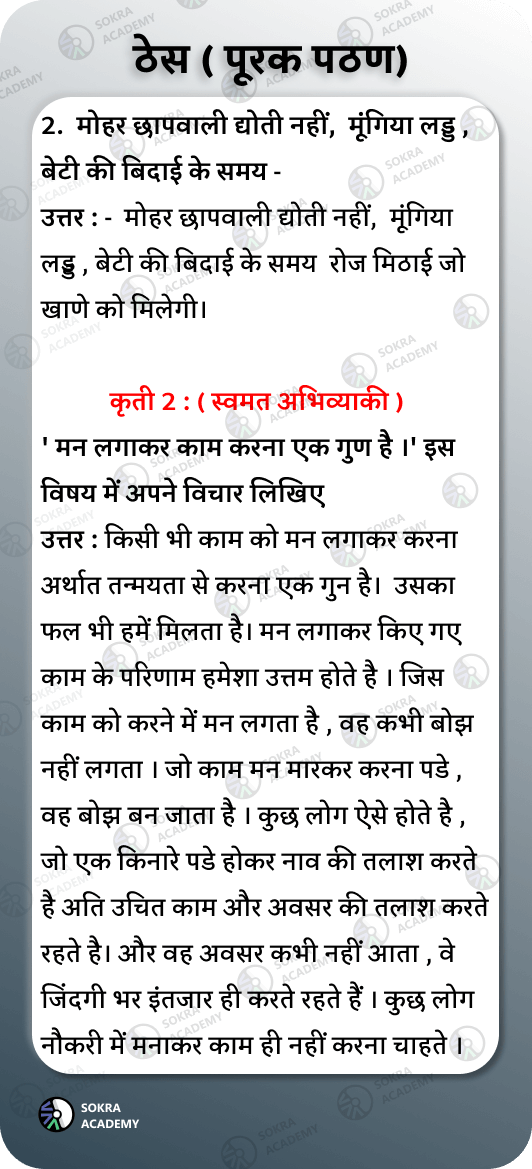 ठेस ( पूरक पठण)
2. मोहर छापवाली द्योती नहीं, मूंगिया लड्डु ,
बेटी की बिदाई के समय -
उत्तर : - मोहर छापवाली द्योती नहीं, मूंगिया
लड्डु , बेटी की बिदाई के समय रोज मिठाई जो
खाणे को मिलेगी।
कृती 2 : ( स्वमत अभिव्याकी )
' मन लगाकर काम करना एक गुण है ।' इस
विषय में अपने विचार लिखिए
उत्तर : किसी भी काम को मन लगाकर करना
अर्थात तन्मयता से करना एक गुन है। उसका
फल भी हमें मिलता है। मन लगाकर किए गए
काम के परिणाम हमेशा उत्तम होते है । जिस
काम को करने में मन लगता है , वह कभी बोझ
नहीं लगता । जो काम मन मारकर करना पडे ,
वह बोझ बन जाता है । कुछ लोग ऐसे होते है ,
जो एक किनारे पडे होकर नाव की तलाश करते
है अति उचित काम और अवसर की तलाश करते
रहते है। और वह अवसर कभी नहीं आता , वे
जिंदगी भर इंतजार ही करते रहते हैं । कुछ लोग
नौकरी में मनाकर काम ही नहीं करना चाहते ।
SOKRA
ACADEMY